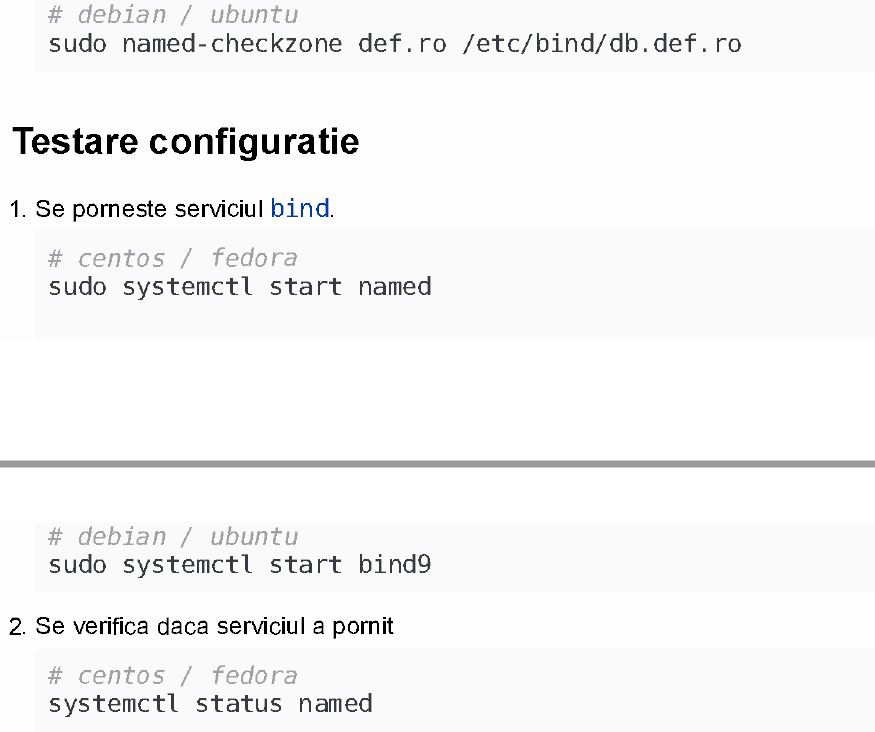 # debian / ubuntu
sudo named-checkzone def.ro /etc/bind/db.def.ro
Testare configuratie
1. Se porneste serviciul bind.
# centos / fedora
sudo systemctl start named
# debian / ubuntu
sudo systemctl start bind9
2. Se verifica daca serviciul a pornit
# centos / fedora
systemctl status named